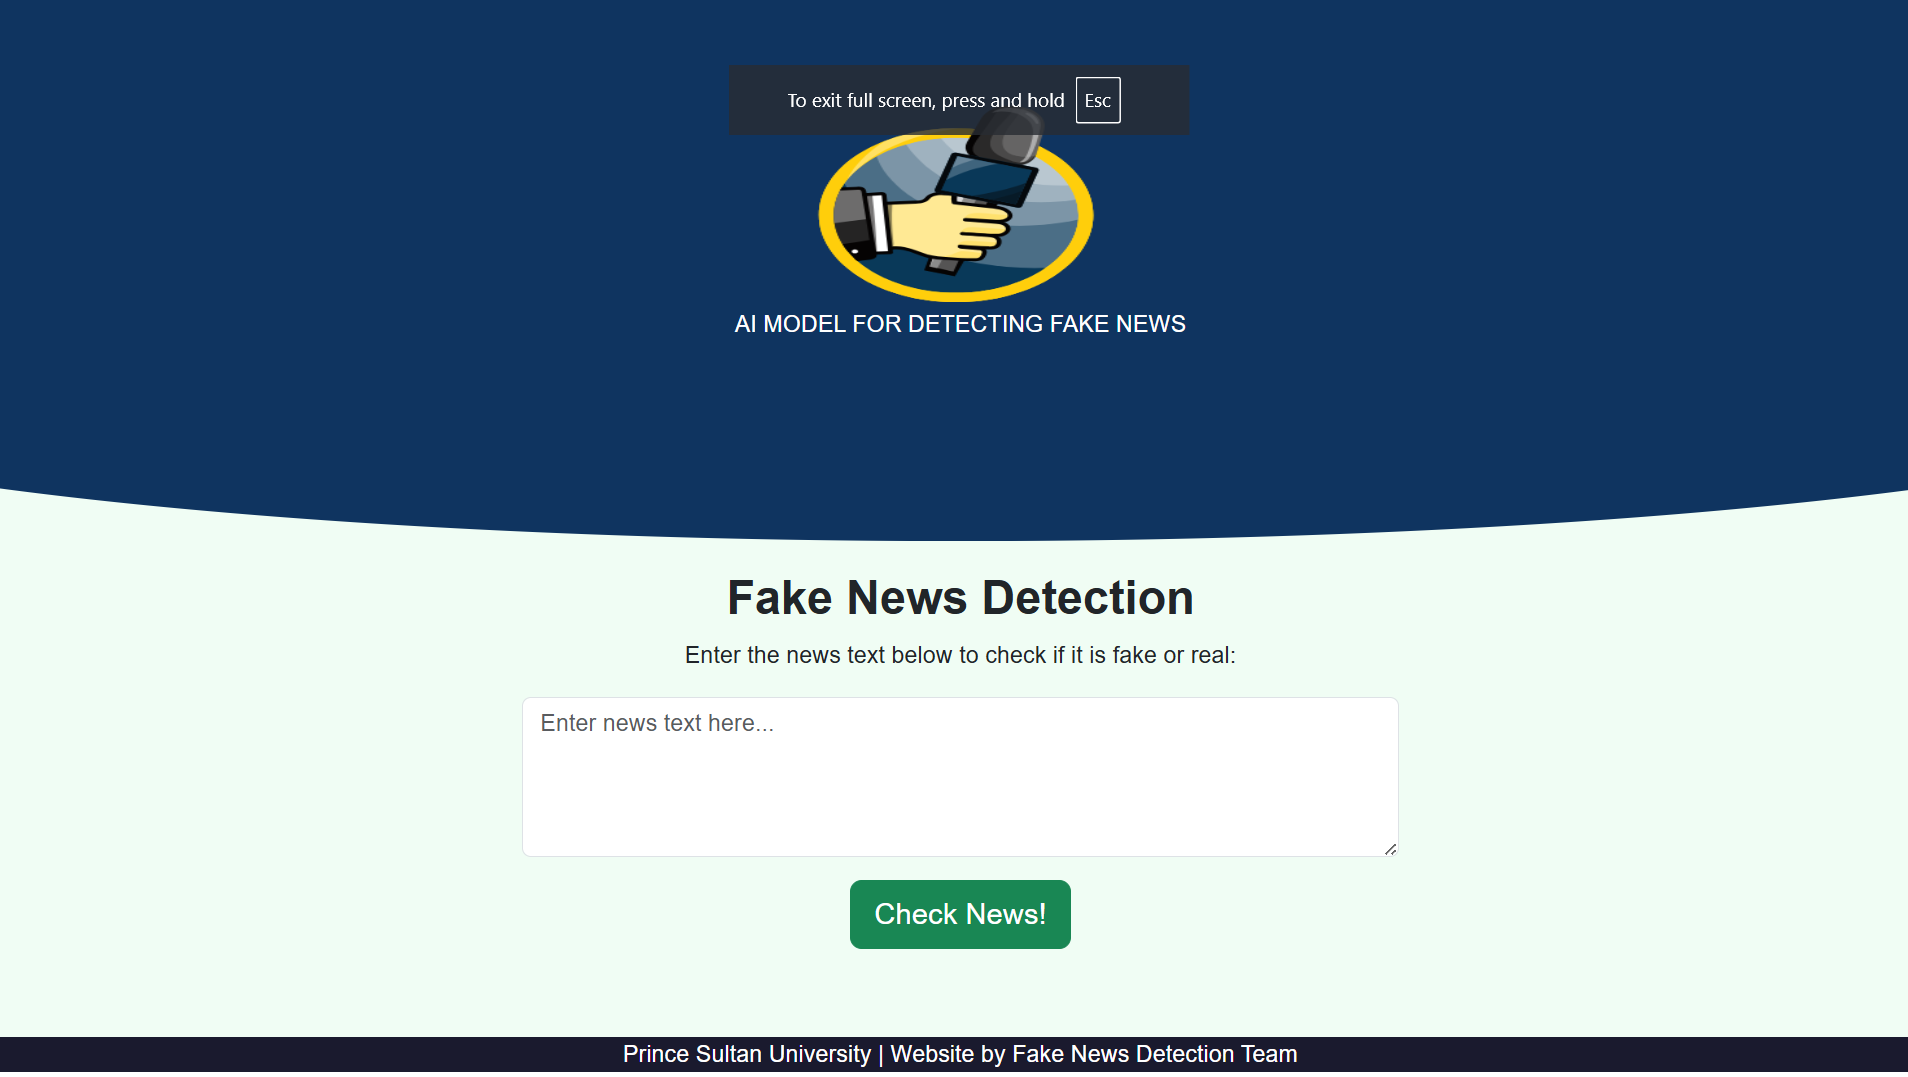 To exit full screen, press and hold Esc
AI MODEL FOR DETECTING FAKE NEWS
Fake News Detection
Enter the news text below to check if it is fake or real:
Enter news text here...
Check News!
Prince Sultan University | Website by Fake News Detection Team